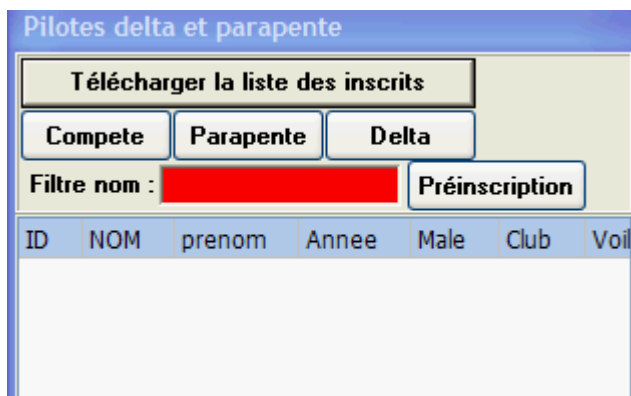 Pilotes delta et parapente
Télécharger la liste des inscrits
Compete Parapente Delta
Filtre nom : Préinscription
ID NOM prenom Annee Male Club Voil